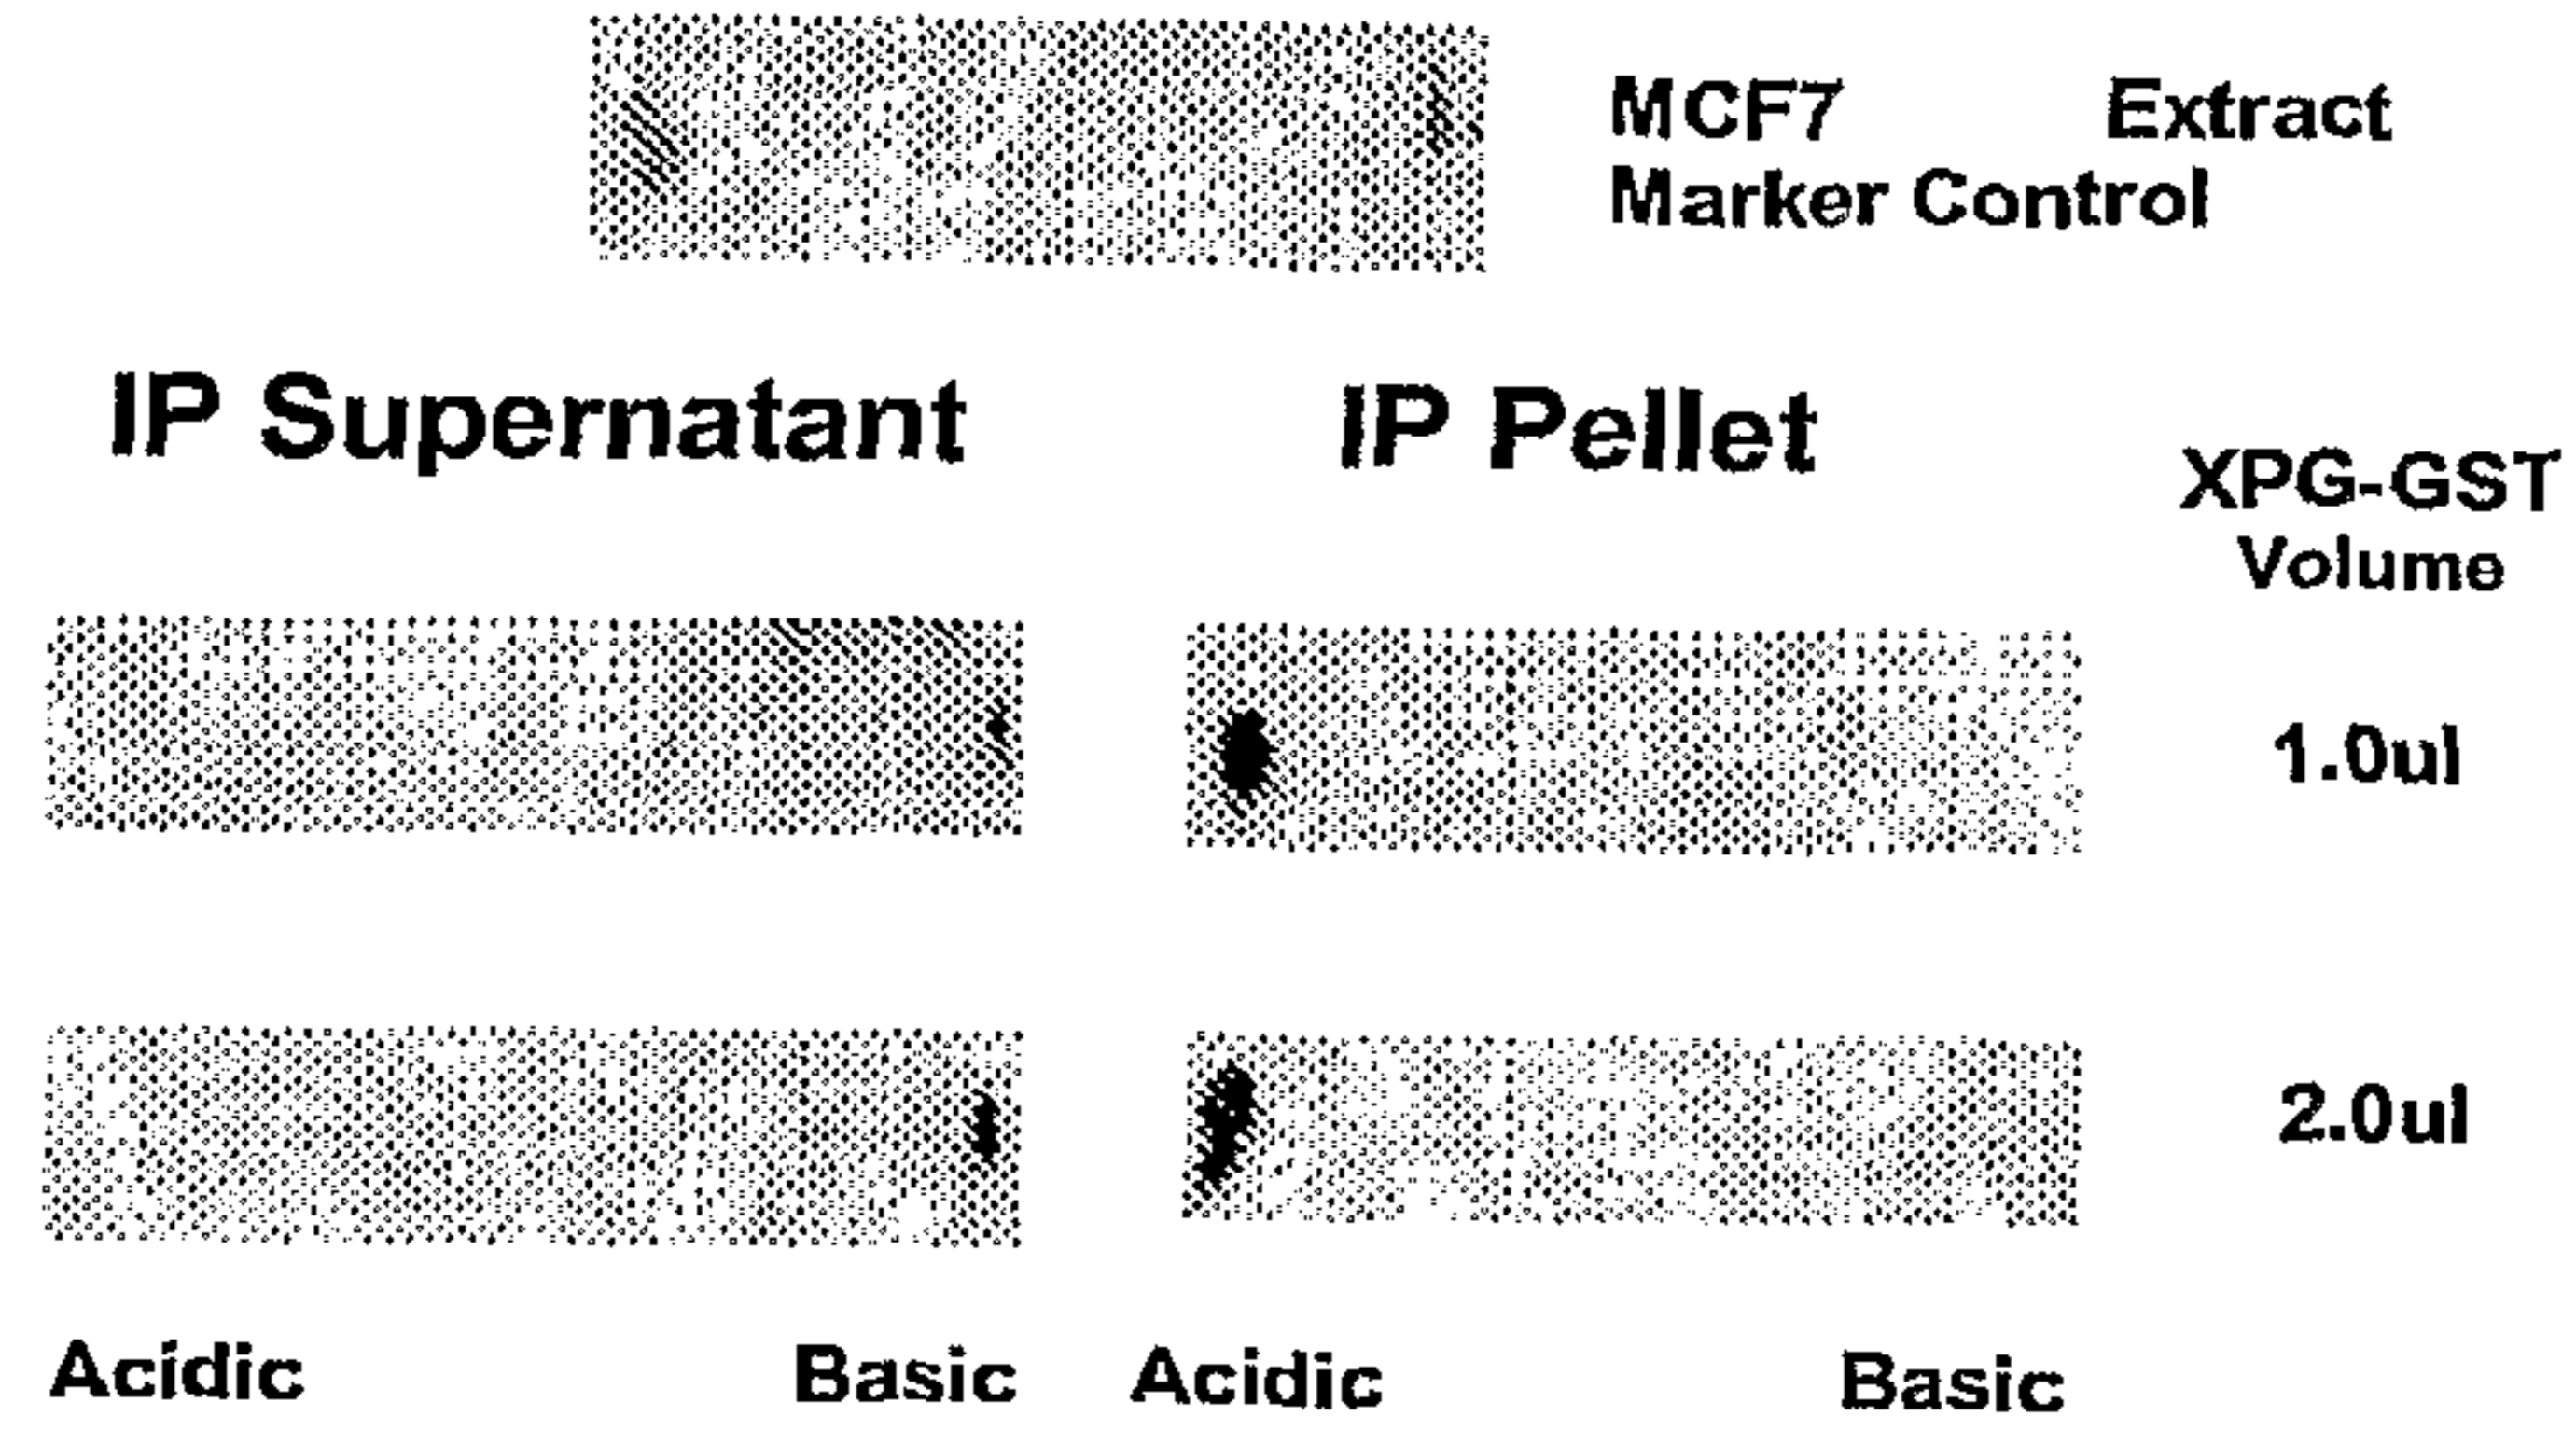 MCF7 Extract
Marker Control
IP Supernatant IP Pellet
XPG-GST
Volume
1.0ul
2.0ul
Acidic Basic Acidic Basic